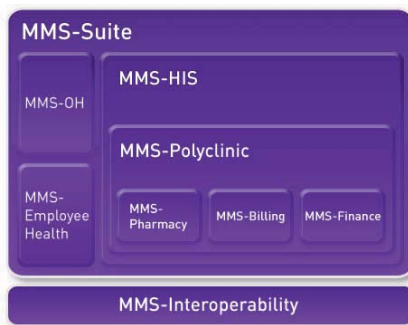 MMS-Suite
MMS-OH
MMS-HIS
MMS-Polyclinic
MMS-
Employee
Health
MMS-
Pharmacy
MMS-Billing
MMS-Finance
MMS-Interoperability